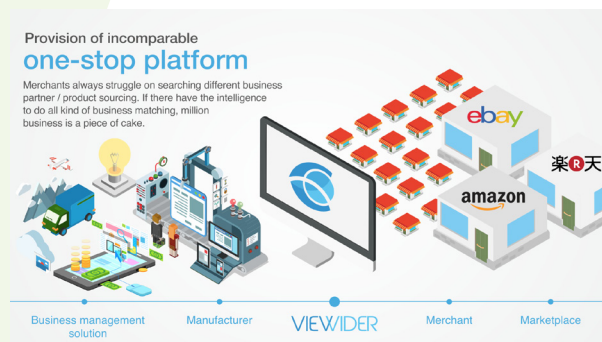 Provision of incomparable
one-stop platform
Merchants always struggle on searching different business
partner / product sourcing. If there have the intelligence
to do all kind of business matching, million
business is a piece of cake.
ebay
楽R天
amazon
Business management
solution
Manufacturer
VIEWIDER
Merchant
Marketplace